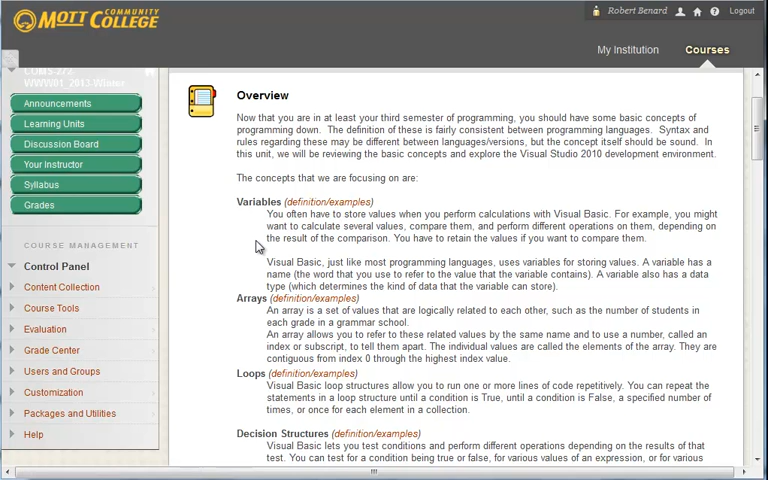 MOTT COMMUNITY COLLEGE
Robert Benard
Logout
My Institution
Courses
COMS-272.
WWW01_2013.Winter
Announcements
Learning Units
Discussion Board
Your Instructor
Syllabus
Grades
COURSE MANAGEMENT
Control Panel
Content Collection
Course Tools
Evaluation
Grade Center
Users and Groups
Customization
Packages and Utilities
Help
Overview
Now that you are in at least your third semester of programming, you should have some basic concepts of
programming down. The definition of these is fairly consistent between programming languages. Syntax and
rules regarding these may be different between languages/versions, but the concept itself should be sound. In
this unit, we will be reviewing the basic concepts and explore the Visual Studio 2010 development environment.
The concepts that we are focusing on are:
Variables (definition/examples)
You often have to store values when you perform calculations with Visual Basic. For example, you might
want to calculate several values, compare them, and perform different operations on them, depending on
the result of the comparison. You have to retain the values if you want to compare them.
Visual Basic, just like most programming languages, uses variables for storing values. A variable has a
name (the word that you use to refer to the value that the variable contains). A variable also has a data
type (which determines the kind of data that the variable can store).
Arrays (definition/examples)
An array is a set of values that are logically related to each other, such as the number of students in
each grade in a grammar school.
An array allows you to refer to these related values by the same name and to use a number, called an
index or subscript, to tell them apart. The individual values are called the elements of the array. They are
contiguous from index 0 through the highest index value.
Loops (definition/examples)
Visual Basic loop structures allow you to run one or more lines of code repetitively. You can repeat the
statements in a loop structure until a condition is True, until a condition is False, a specified number of
times, or once for each element in a collection.
Decision Structures (definition/examples)
Visual Basic lets you test conditions and perform different operations depending on the results of that
test. You can test for a condition being true or false, for various values of an expression, or for various